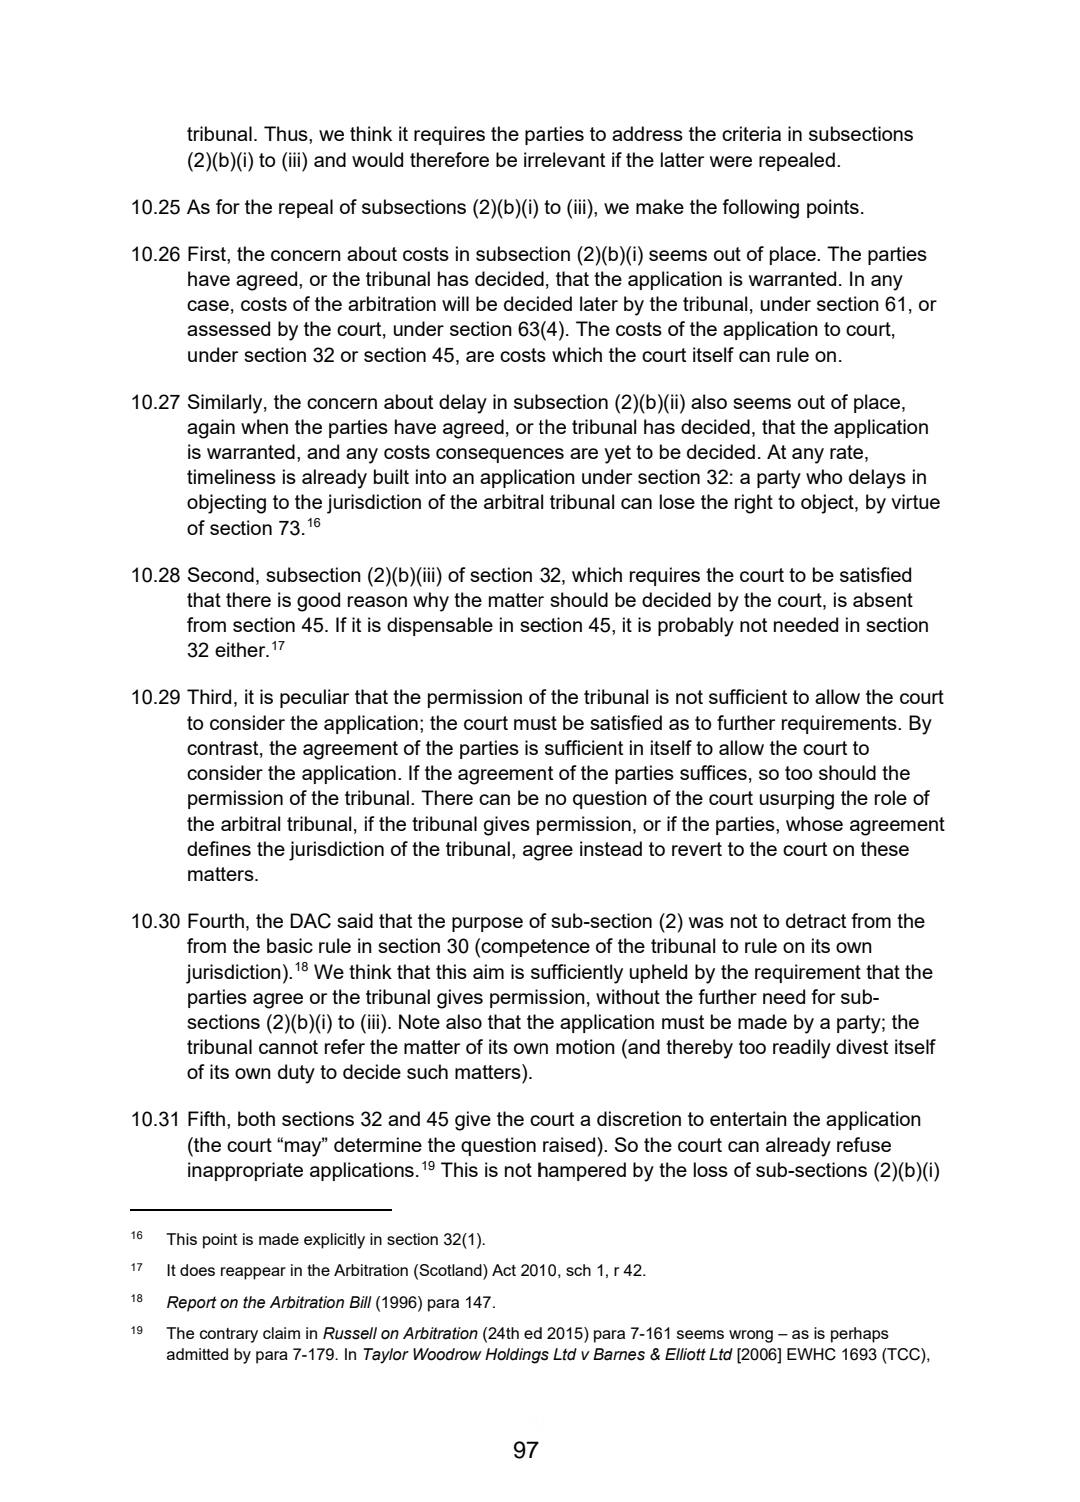 tribunal. Thus, we think it requires the parties to address the criteria in subsections
(2)(b)(i) to (iii) and would therefore be irrelevant if the latter were repealed.
10.25 As for the repeal of subsections (2)(b)(i) to (iii), we make the following points.
10.26 First, the concern about costs in subsection (2)(b)(i) seems out of place. The parties
have agreed, or the tribunal has decided, that the application is warranted. In any
case, costs of the arbitration will be decided later by the tribunal, under section 61, or
assessed by the court, under section 63(4). The costs of the application to court,
under section 32 or section 45, are costs which the court itself can rule on.
10.27 Similarly, the concern about delay in subsection (2)(b)(ii) also seems out of place,
again when the parties have agreed, or the tribunal has decided, that the application
is warranted, and any costs consequences are yet to be decided. At any rate,
timeliness is already built into an application under section 32: a party who delays in
objecting to the jurisdiction of the arbitral tribunal can lose the right to object, by virtue
of section 73.16
10.28 Second, subsection (2)(b)(iii) of section 32, which requires the court to be satisfied
that there is good reason why the matter should be decided by the court, is absent
from section 45. If it is dispensable in section 45, it is probably not needed in section
32 either.17
10.29 Third, it is peculiar that the permission of the tribunal is not sufficient to allow the court
to consider the application; the court must be satisfied as to further requirements. By
contrast, the agreement of the parties is sufficient in itself to allow the court to
consider the application. If the agreement of the parties suffices, so too should the
permission of the tribunal. There can be no question of the court usurping the role of
the arbitral tribunal, if the tribunal gives permission, or if the parties, whose agreement
defines the jurisdiction of the tribunal, agree instead to revert to the court on these
matters.
10.30 Fourth, the DAC said that the purpose of sub-section (2) was not to detract from the
from the basic rule in section 30 (competence of the tribunal to rule on its own
jurisdiction).18 We think that this aim is sufficiently upheld by the requirement that the
parties agree or the tribunal gives permission, without the further need for sub-
sections (2)(b)(i) to (iii). Note also that the application must be made by a party; the
tribunal cannot refer the matter of its own motion (and thereby too readily divest itself
of its own duty to decide such matters).
10.31 Fifth, both sections 32 and 45 give the court a discretion to entertain the application
(the court “may” determine the question raised). So the court can already refuse
inappropriate applications.19 This is not hampered by the loss of sub-sections (2)(b)(i)
16 This point is made explicitly in section 32(1).
17 It does reappear in the Arbitration (Scotland) Act 2010, sch 1, r 42.
18 Report on the Arbitration Bill (1996) para 147.
19 The contrary claim in Russell on Arbitration (24th ed 2015) para 7-161 seems wrong – as is perhaps
admitted by para 7-179. In Taylor Woodrow Holdings Ltd v Barnes & Elliott Ltd [2006] EWHC 1693 (TCC),
97